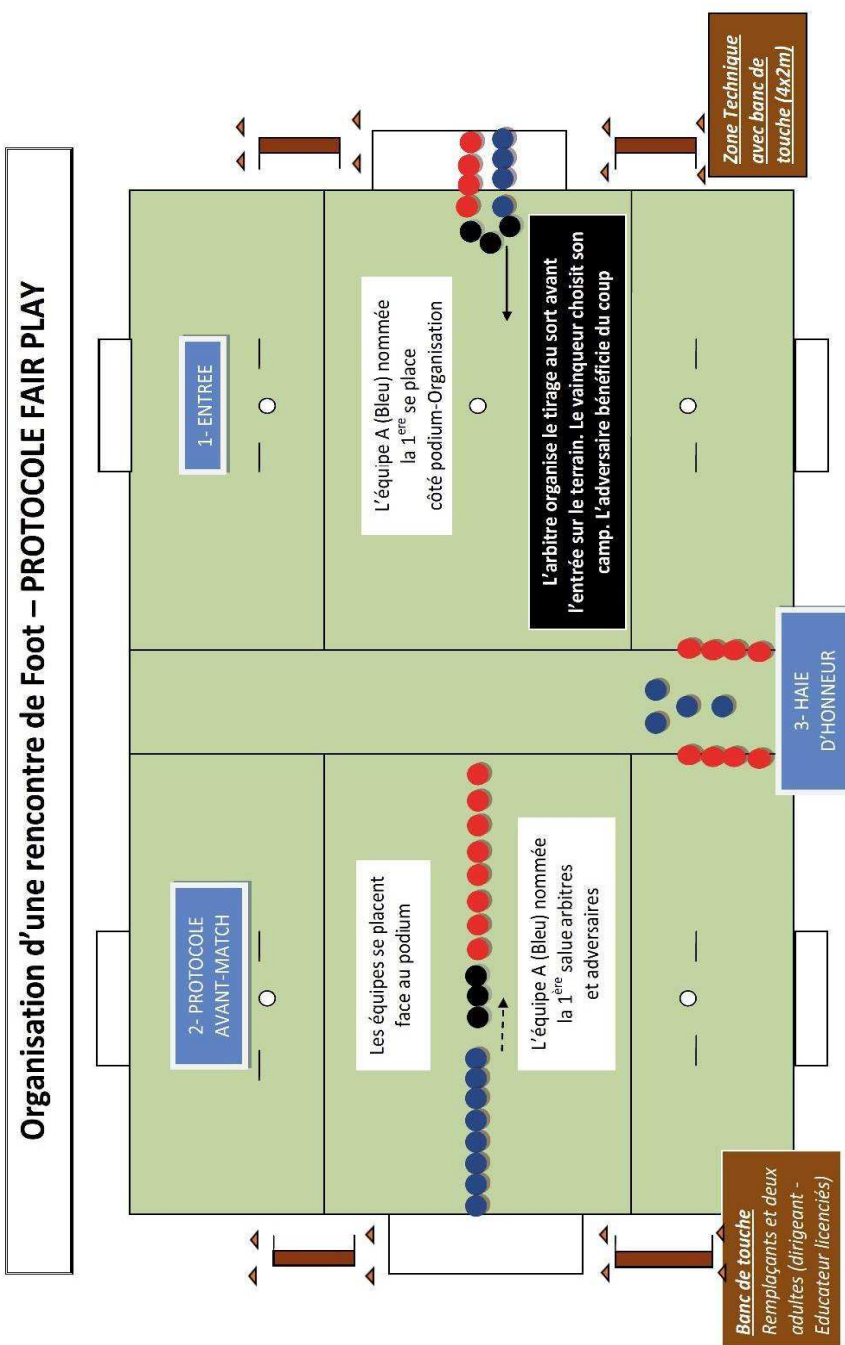 Organisation d'une rencontre de Foot – PROTOCOLE FAIR PLAY
2- PROTOCOLE
AVANT-MATCH
1- ENTREE
Les équipes se placent
face au podium
L'équipe A (Bleu) nommée
la 1ère se place
côté podium-Organisation
L'équipe A (Bleu) nommée
la 1ère salue arbitres
et adversaires
L'arbitre organise le tirage au sort avant
l'entrée sur le terrain. Le vainqueur choisit son
camp. L'adversaire bénéficie du coup
3- HAIE
D'HONNEUR
Banc de touche
Remplaçants et deux
adultes (dirigeant -
Educateur licenciés)
Zone Technique
avec banc de
touche (4x2m)